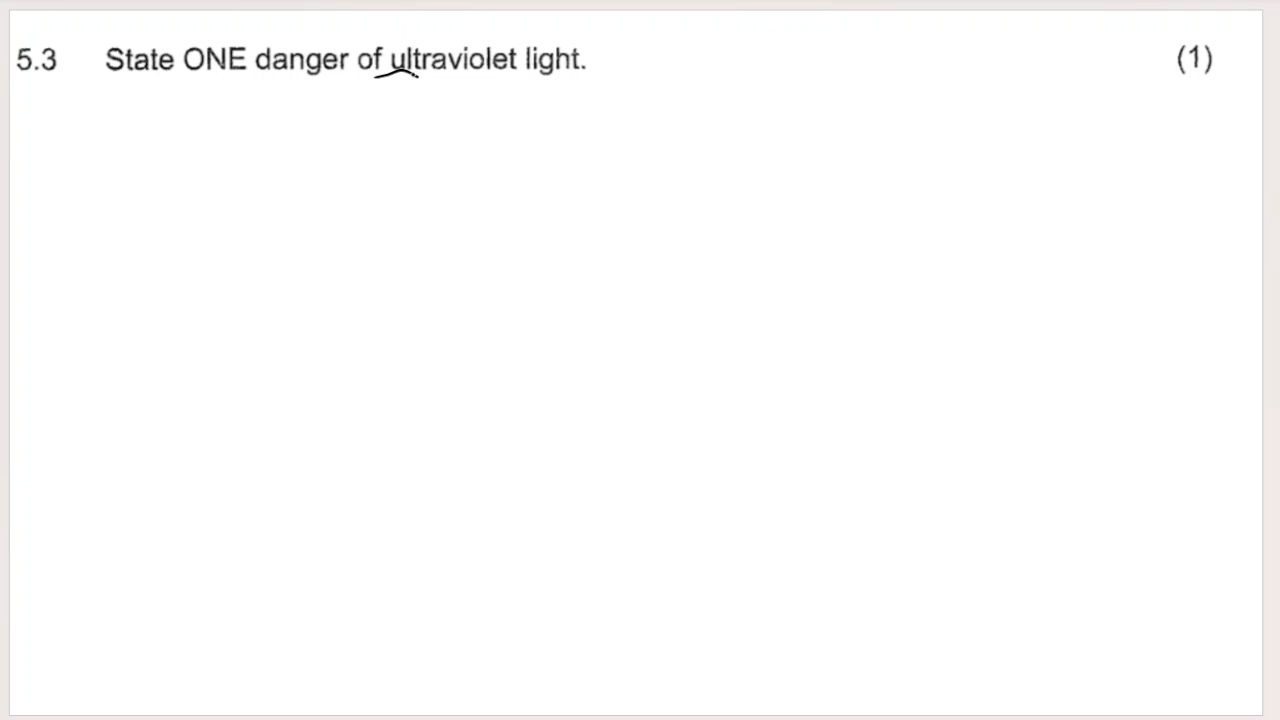 5.3 State ONE danger of ultraviolet light. (1)